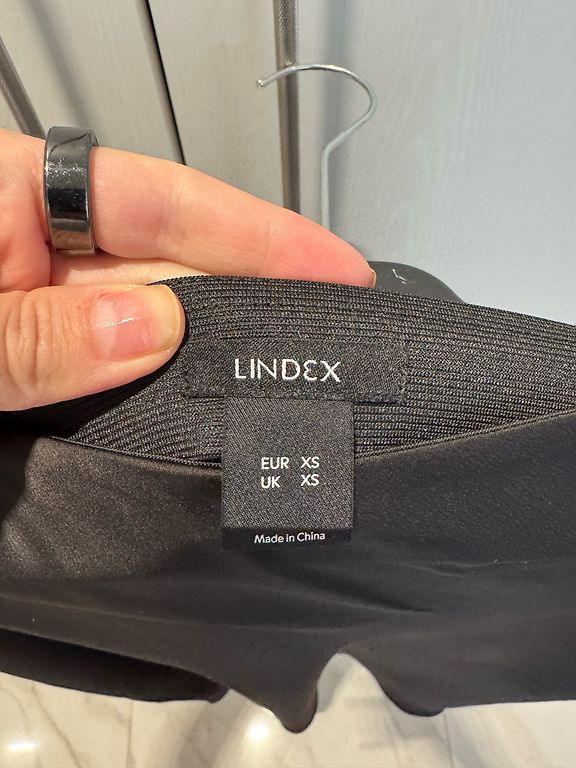 LINDEX
EUR XS
UK XS
Made in China